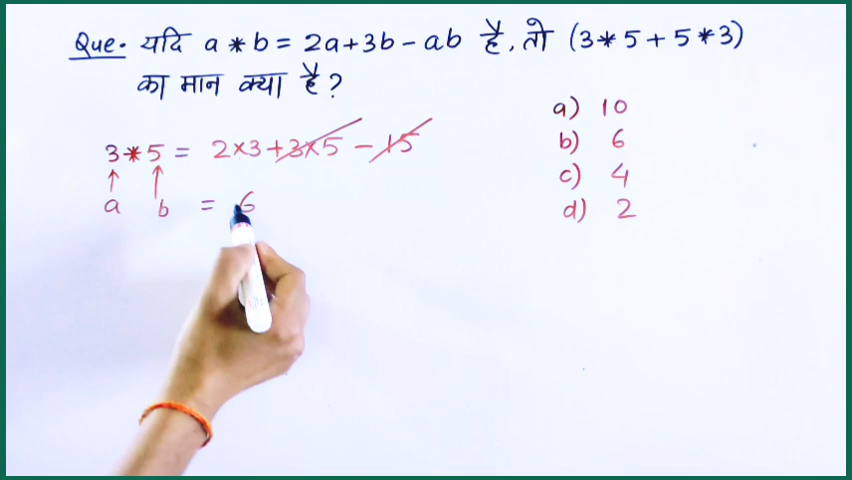 Que. यदि a * b = 2a+3b - ab है, तो (3*5+5*3)
का मान क्या है?
a) 10
b) 6
c) 4
d) 2
3*5 = 2×3+3×5 - 15
↑ ↑
a b = 6